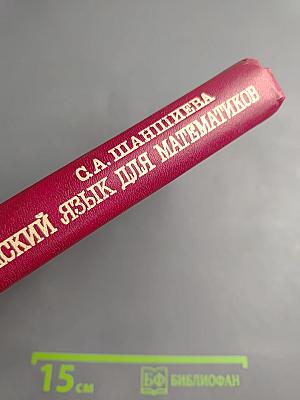 С.А. ШАНШИЕВА
СКИЙ ЯЗЫК ДЛЯ МАТЕМАТИКОВ
15 см
БФ БИБЛИОФАН